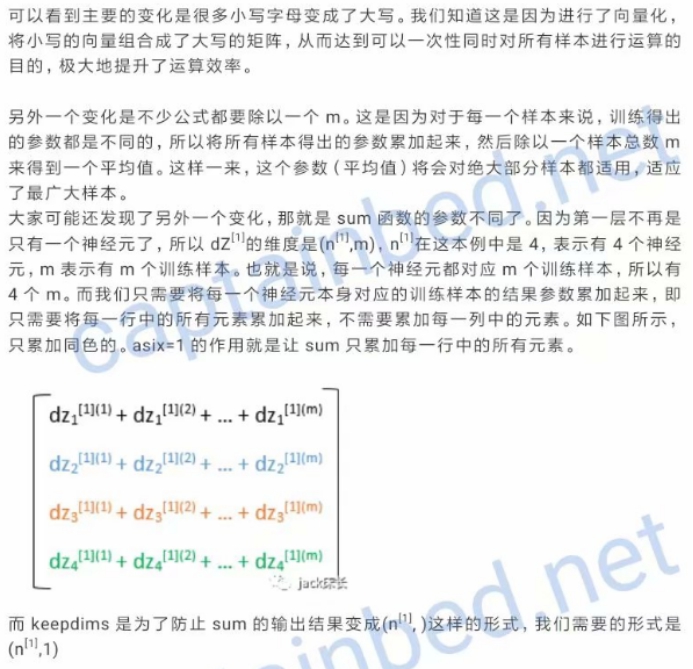 可以看到主要的变化是很多小写字母变成了大写。我们知道这是因为进行了向量化,
将小写的向量组合成了大写的矩阵,从而达到可以一次性同时对所有样本进行运算的
目的,极大地提升了运算效率。
另外一个变化是不少公式都要除以一个 m。这是因为对于每一个样本来说,训练得出
的参数都是不同的,所以将所有样本得出的参数累加起来,然后除以一个样本总数 m
来得到一个平均值。这样一来,这个参数(平均值)将会对绝大部分样本都适用,适应
了最广大样本。
大家可能还发现了另外一个变化,那就是 sum 函数的参数不同了。因为第一层不再是
只有一个神经元了,所以 dZ[1]的维度是(n[1],m),n[1]在这本例中是 4,表示有 4 个神经
元,m 表示有 m 个训练样本。也就是说,每一个神经元都对应 m 个训练样本,所以有
4 个 m。而我们只需要将每一个神经元本身对应的训练样本的结果参数累加起来,即
只需要将每一行中的所有元素累加起来,不需要累加每一列中的元素。如下图所示,
只累加同色的。asix=1 的作用就是让 sum 只累加每一行中的所有元素。
dz1[1](1) + dz1[1](2) + ... + dz1[1](m)
dz2[1](1) + dz2[1](2) + ... + dz2[1](m)
dz3[1](1) + dz3[1](2) + ... + dz3[1](m)
dz4[1](1) + dz4[1](2) + ... + dz4[1](m)
jack床长
而 keepdims 是为了防止 sum 的输出结果变成(n[1], )这样的形式,我们需要的形式是
(n[1],1)
captainbed.net
inbed.net